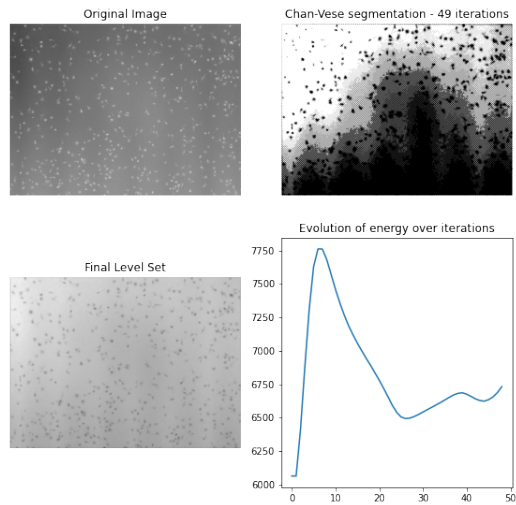 Original Image
Chan-Vese segmentation - 49 iterations
Final Level Set
Evolution of energy over iterations
7750
7500
7250
7000
6750
6500
6250
6000
0 10 20 30 40 50